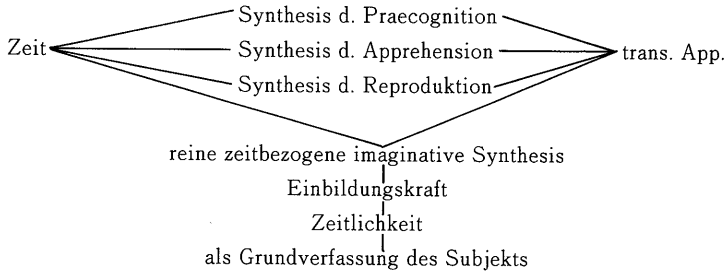 Synthesis d. Praecognition
Zeit Synthesis d. Apprehension trans. App.
Synthesis d. Reproduktion
reine zeitbezogene imaginative Synthesis
Einbildungskraft
Zeitlichkeit
als Grundverfassung des Subjekts